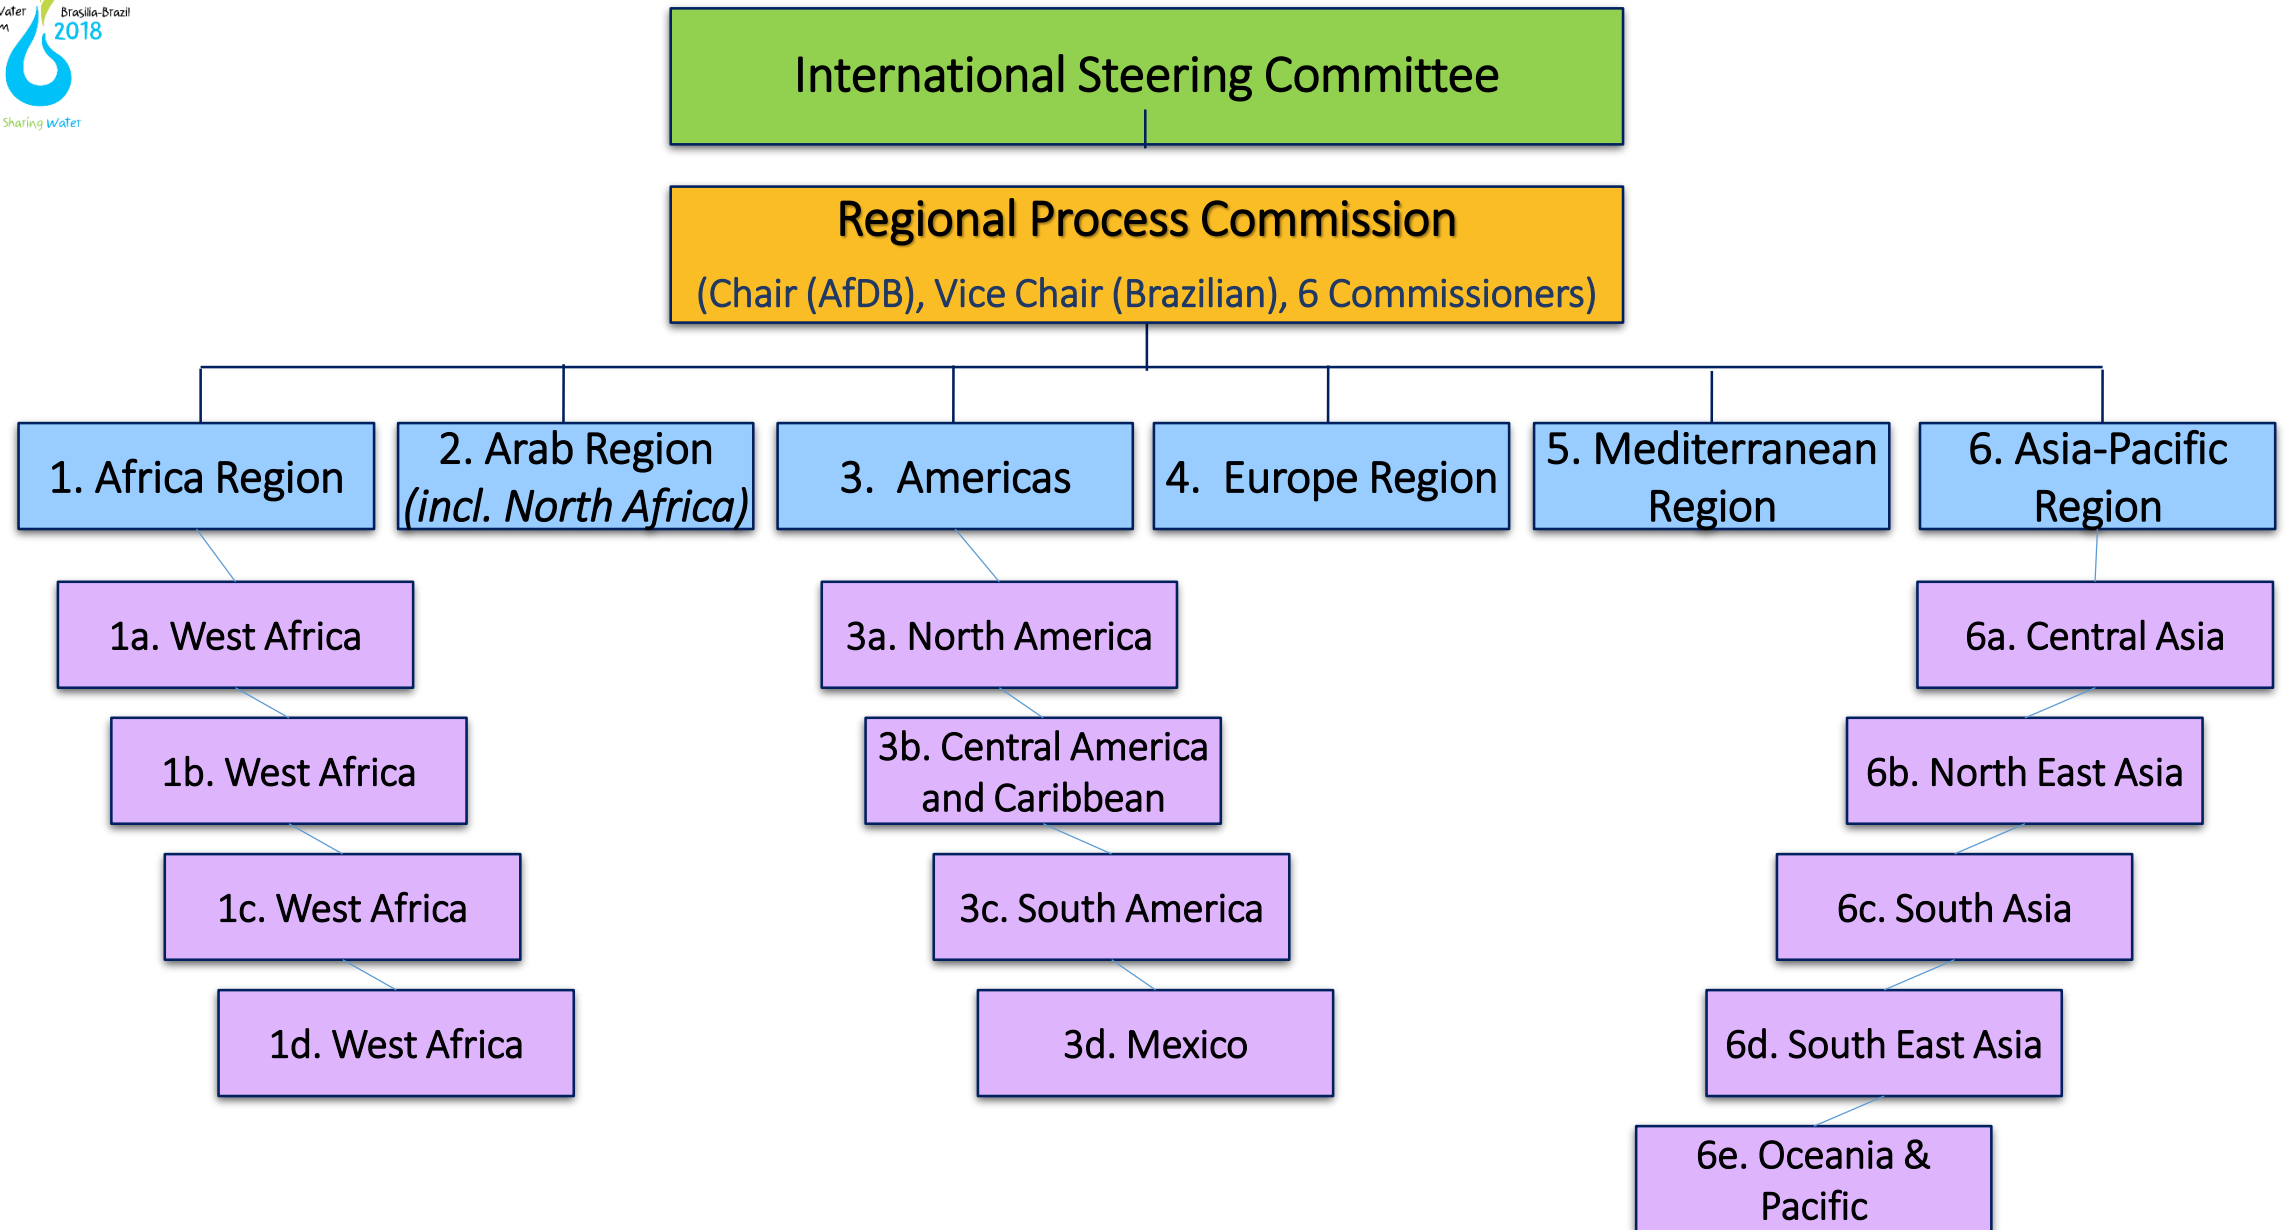 Brasilia-Brazil
2018
Sharing Water
International Steering Committee
Regional Process Commission
(Chair (AfDB), Vice Chair (Brazilian), 6 Commissioners)
1. Africa Region
2. Arab Region
(incl. North Africa)
3. Americas
4. Europe Region
5. Mediterranean
Region
6. Asia-Pacific
Region
1a. West Africa
3a. North America
6a. Central Asia
1b. West Africa
3b. Central America
and Caribbean
6b. North East Asia
1c. West Africa
3c. South America
6c. South Asia
1d. West Africa
3d. Mexico
6d. South East Asia
6e. Oceania &
Pacific